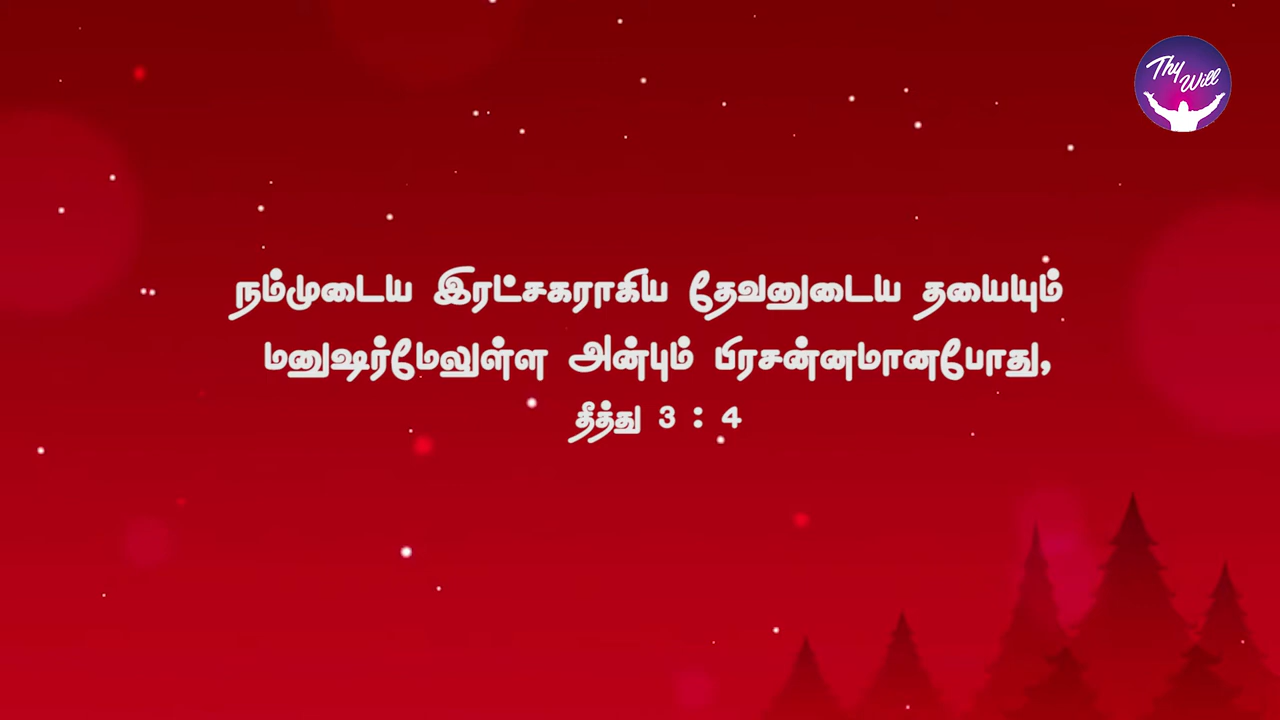 Thy
Will
நம்முடைய இரட்சகராகிய தேவனுடைய தயையும்
மனுஷர்மேலுள்ள அன்பும் பிரசன்னமானபோது,
தீத்து 3 : 4